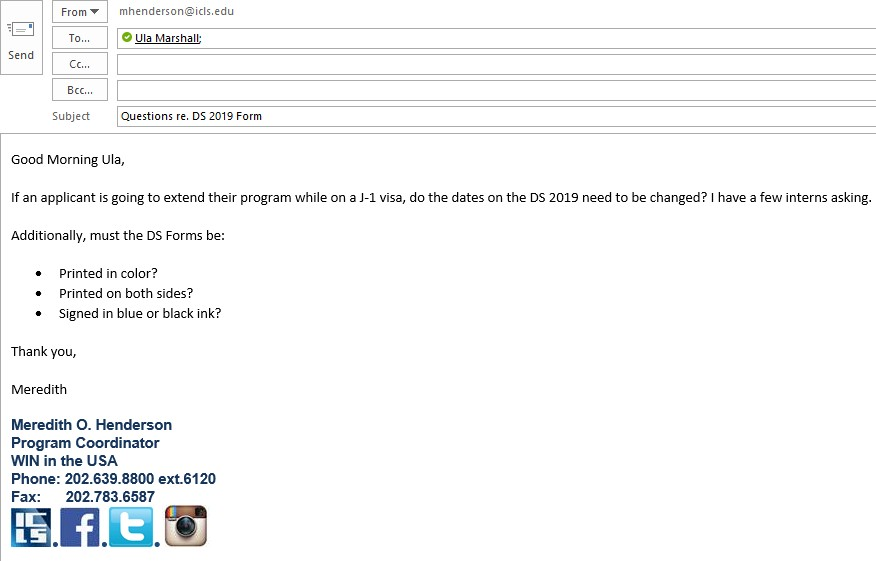 From mhenderson@icls.edu
Send
To... Ula Marshall;
Cc...
Bcc...
Subject Questions re. DS 2019 Form
Good Morning Ula,
If an applicant is going to extend their program while on a J-1 visa, do the dates on the DS 2019 need to be changed? I have a few interns asking.
Additionally, must the DS Forms be:
• Printed in color?
• Printed on both sides?
• Signed in blue or black ink?
Thank you,
Meredith
Meredith O. Henderson
Program Coordinator
WIN in the USA
Phone: 202.639.8800 ext.6120
Fax: 202.783.6587
ICLS